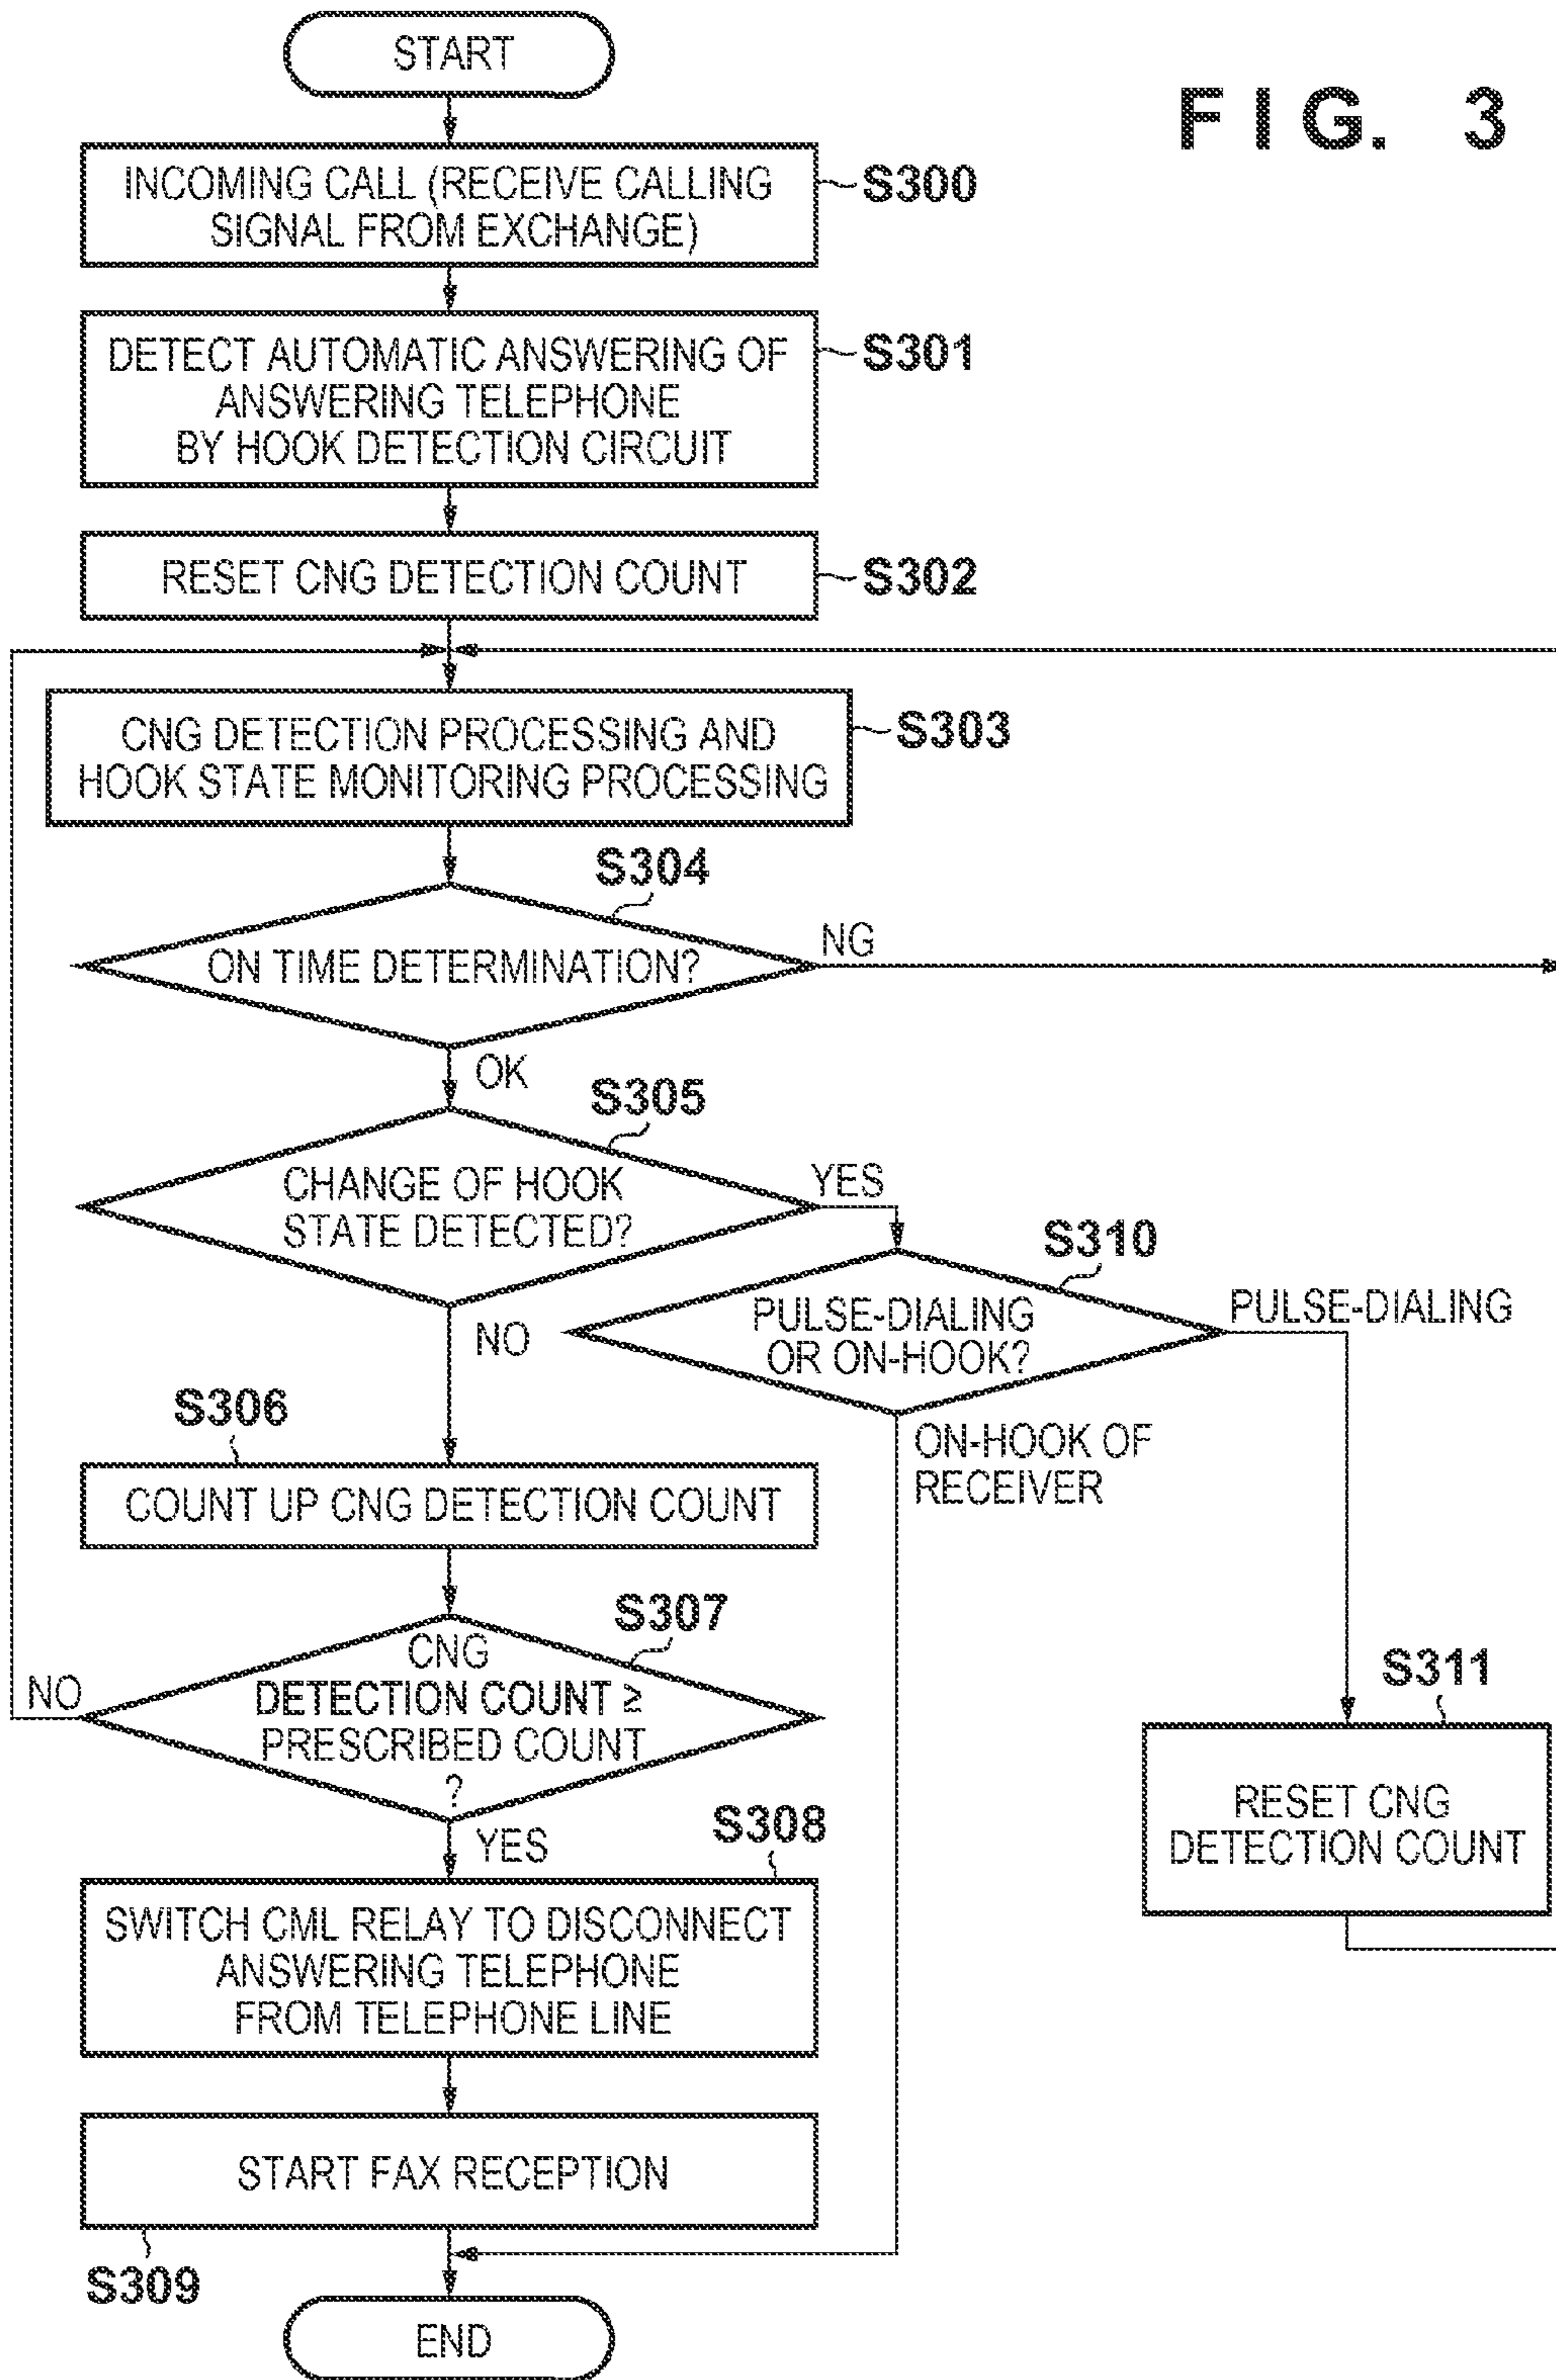 START
FIG. 3
INCOMING CALL (RECEIVE CALLING
SIGNAL FROM EXCHANGE)
S300
DETECT AUTOMATIC ANSWERING OF
ANSWERING TELEPHONE
BY HOOK DETECTION CIRCUIT
S301
RESET CNG DETECTION COUNT
S302
CNG DETECTION PROCESSING AND
HOOK STATE MONITORING PROCESSING
S303
S304
ON TIME DETERMINATION?
NG
OK
S305
CHANGE OF HOOK
STATE DETECTED?
YES
NO
S310
PULSE-DIALING
OR ON-HOOK?
PULSE-DIALING
ON-HOOK OF
RECEIVER
S306
COUNT UP CNG DETECTION COUNT
S307
CNG
DETECTION COUNT ≥
PRESCRIBED COUNT
?
NO
YES
S311
RESET CNG
DETECTION COUNT
S308
SWITCH CML RELAY TO DISCONNECT
ANSWERING TELEPHONE
FROM TELEPHONE LINE
START FAX RECEPTION
S309
END